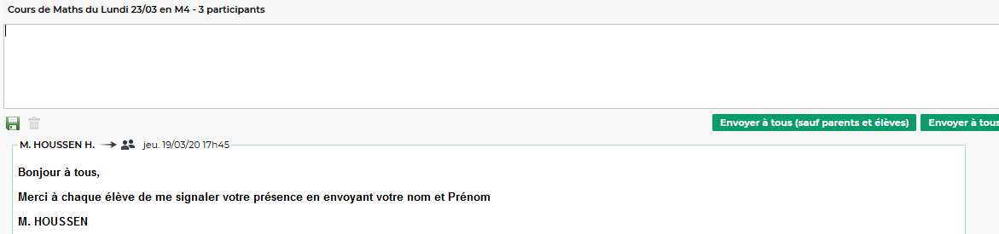 Cours de Maths du Lundi 23/03 en M4 - 3 participants
Envoyer à tous (sauf parents et élèves) Envoyer à tous
M. HOUSSEN H. jeu. 19/03/20 17h45
Bonjour à tous,
Merci à chaque élève de me signaler votre présence en envoyant votre nom et Prénom
M. HOUSSEN